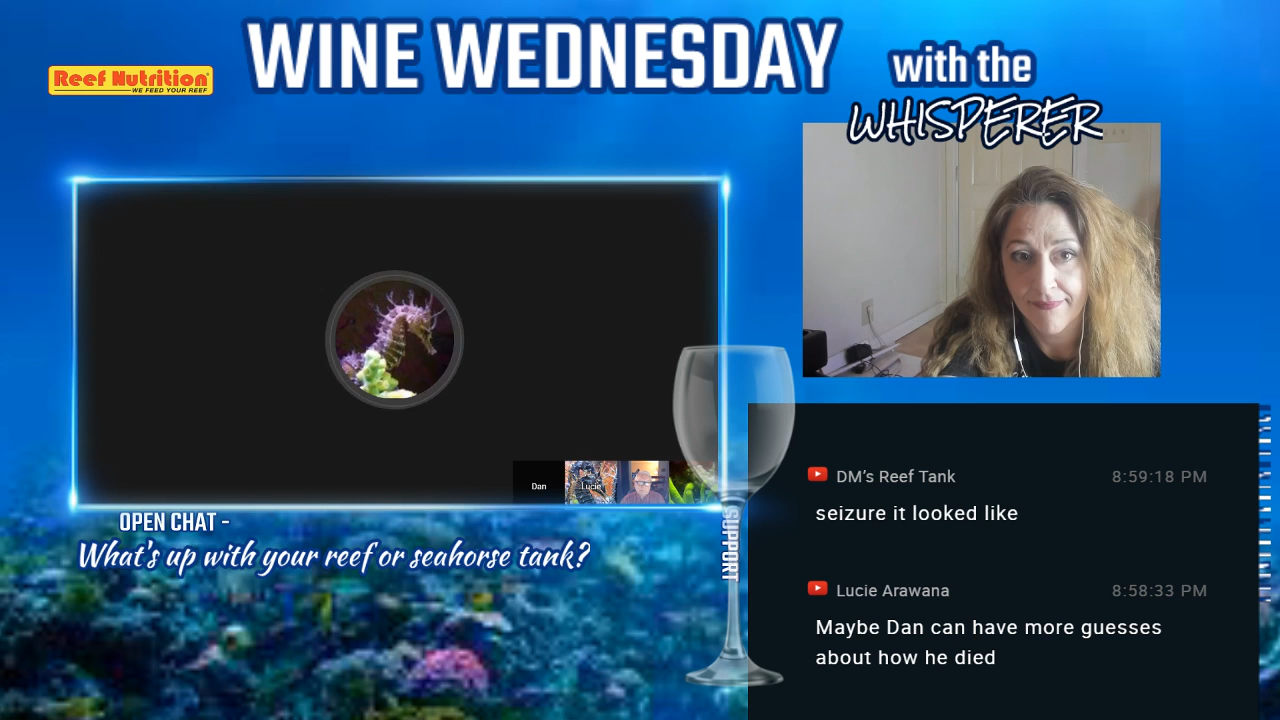 WINE WEDNESDAY
with the
WHISPERER
Reef Nutrition®
WE FEED YOUR REEF
Dan
Lucie
OPEN CHAT -
What's up with your reef or seahorse tank?
SUPPORT
DM's Reef Tank 8:59:18 PM
seizure it looked like
Lucie Arawana 8:58:33 PM
Maybe Dan can have more guesses
about how he died